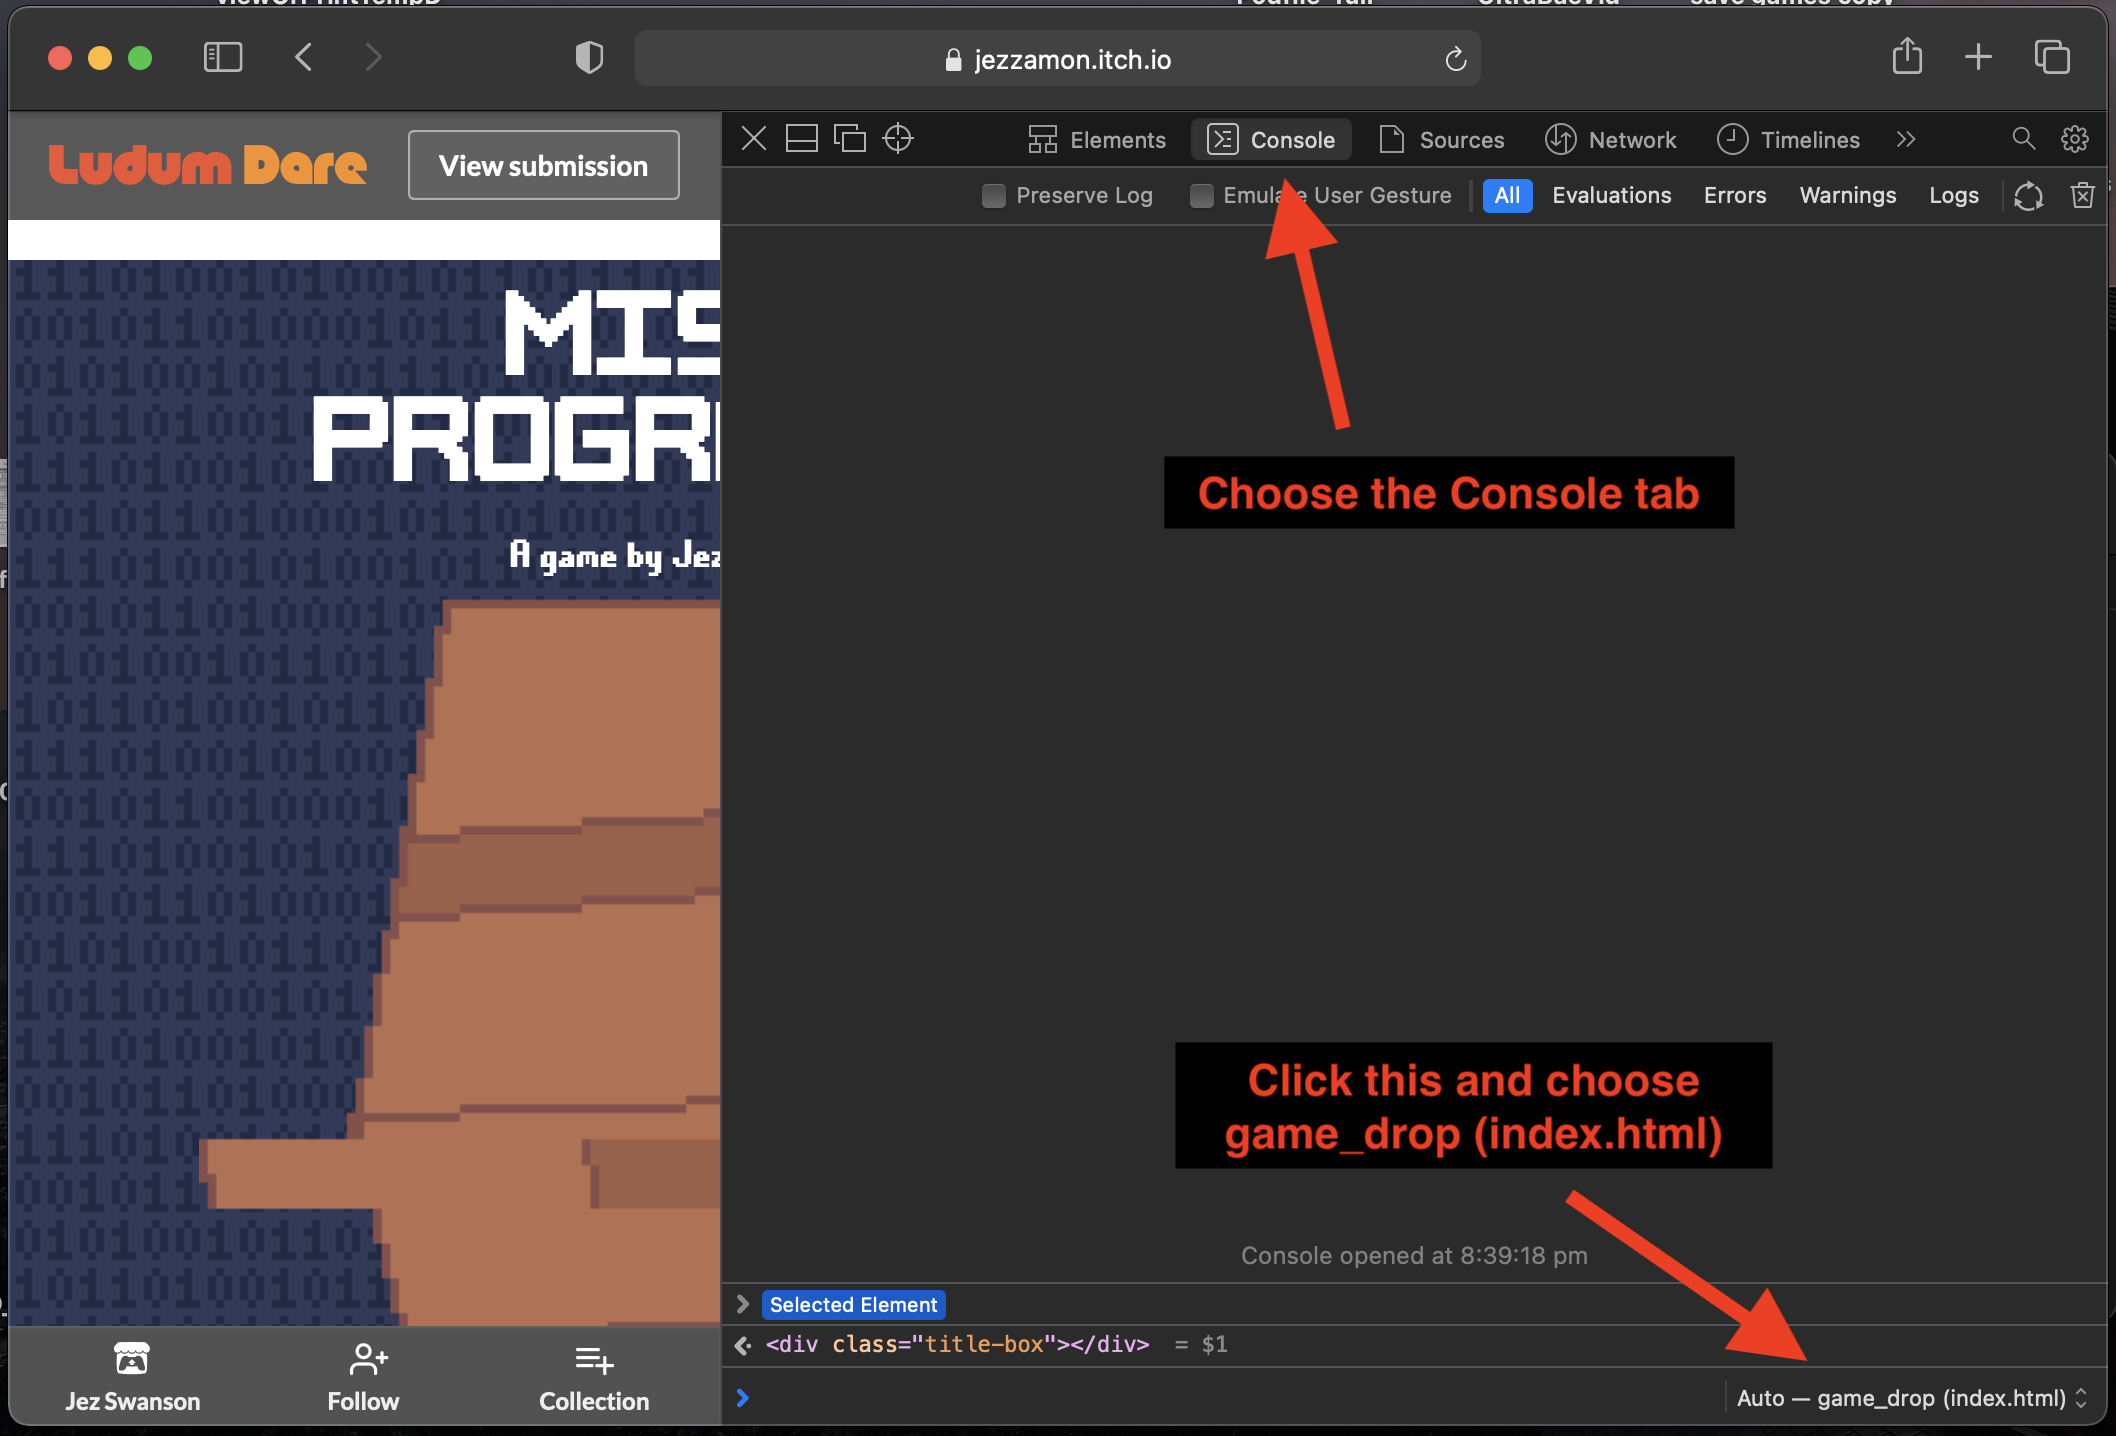 jezzamon.itch.io
Ludum Dare
View submission
Elements
Console
Sources
Network
Timelines
Preserve Log
Emulate User Gesture
All
Evaluations
Errors
Warnings
Logs
MIS
PROGR
A game by Jez
Choose the Console tab
Click this and choose
game_drop (index.html)
Console opened at 8:39:18 pm
Selected Element
<div class="title-box"></div> = $1
Jez Swanson
Follow
Collection
Auto — game_drop (index.html)